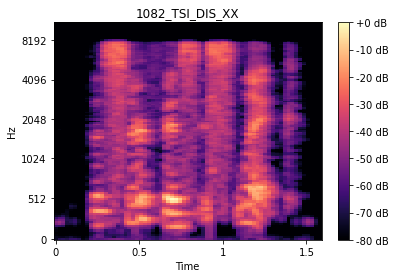 1082_TSI_DIS_XX
8192
4096
2048
1024
512
0
Hz
0
0.5
1
1.5
Time
+0 dB
-10 dB
-20 dB
-30 dB
-40 dB
-50 dB
-60 dB
-70 dB
-80 dB